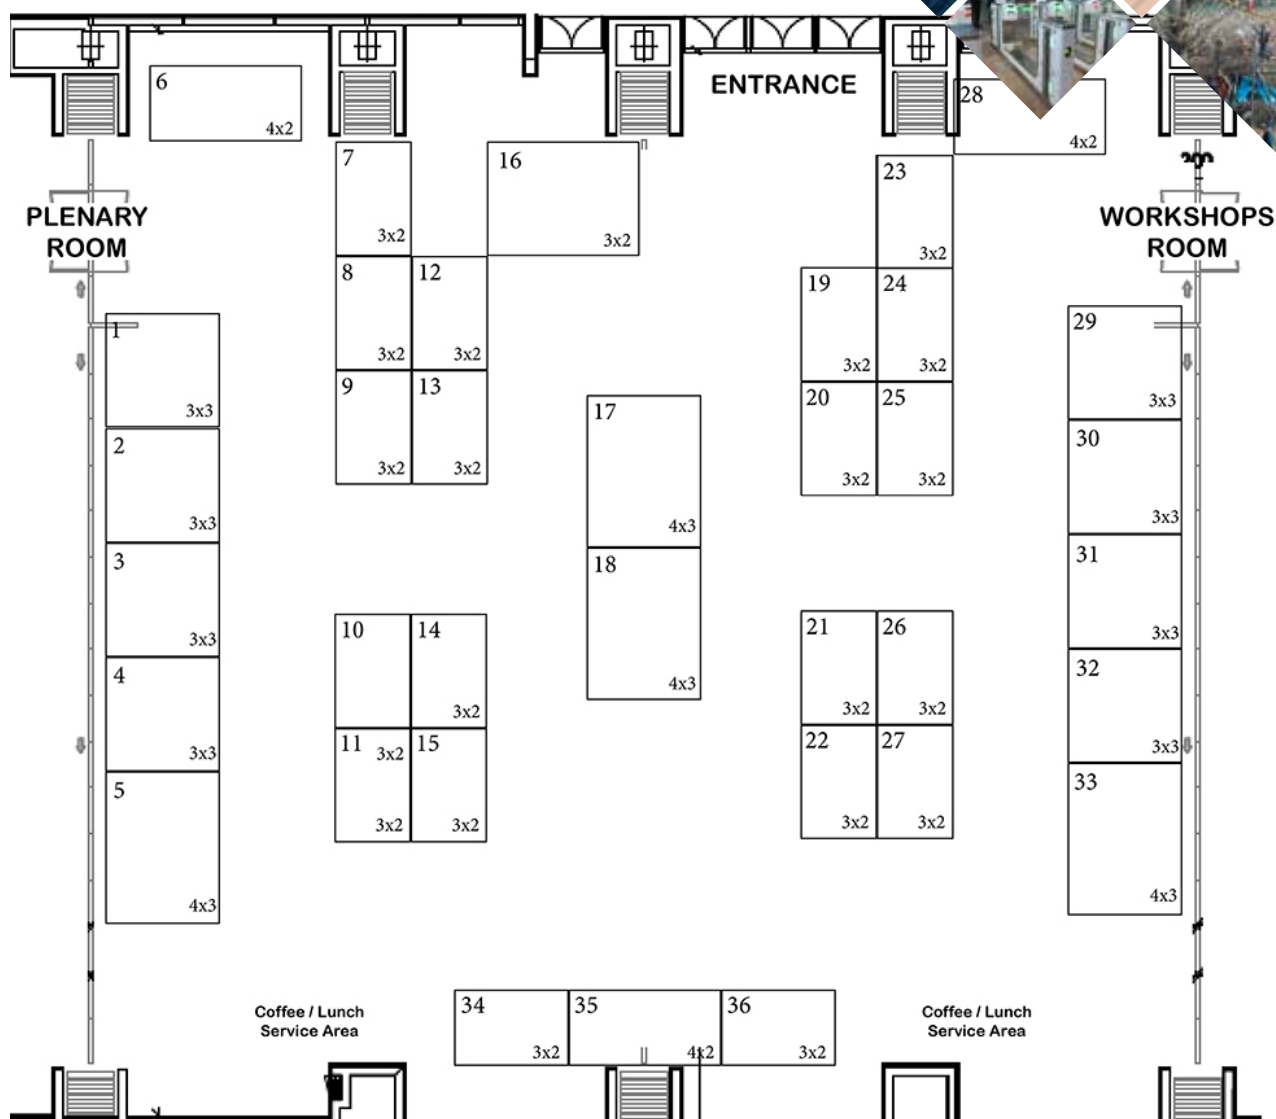 ENTRANCE
6
4x2
28
4x2
7
3x2
16
3x2
23
3x2
PLENARY
ROOM
WORKSHOPS
ROOM
8
3x2
12
3x2
19
3x2
24
3x2
1
3x3
29
3x3
9
3x2
13
3x2
20
3x2
25
3x2
17
4x3
2
3x3
30
3x3
3
3x3
18
4x3
31
3x3
10
14
3x2
21
3x2
26
3x2
4
3x3
32
3x3
11
3x2
3x2
15
3x2
22
3x2
27
3x2
5
4x3
33
4x3
Coffee / Lunch
Service Area
34
3x2
35
4x2
36
3x2
Coffee / Lunch
Service Area